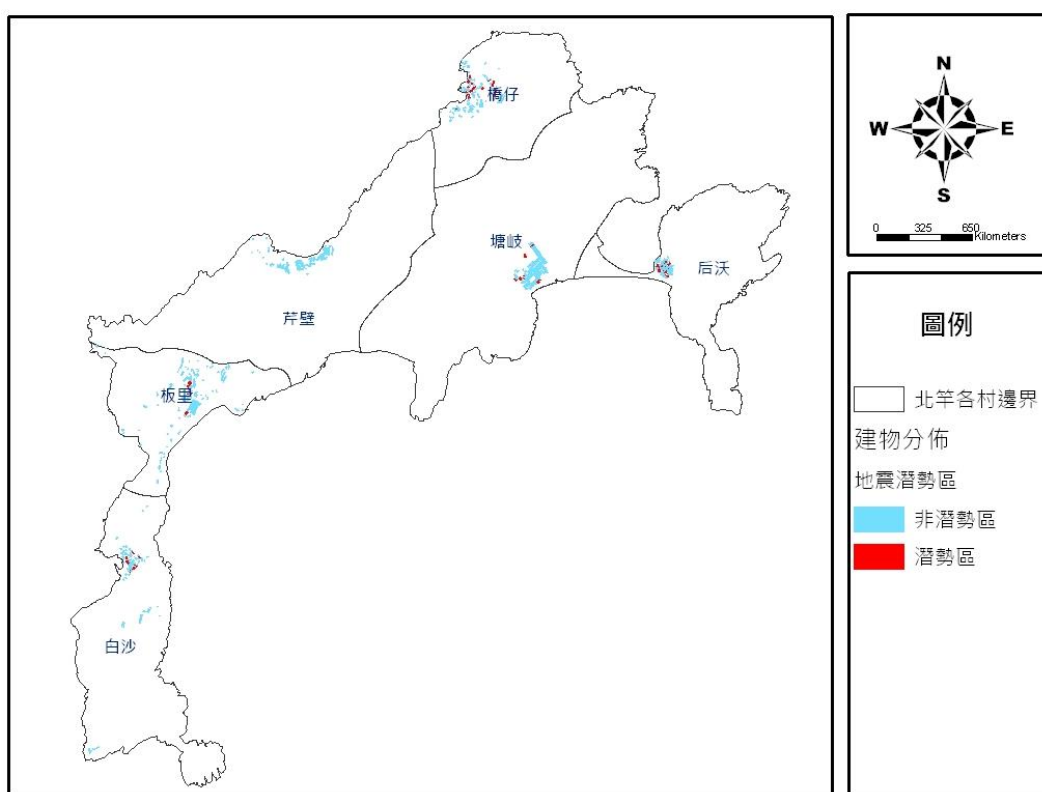 橋仔
塘岐
后沃
芹壁
板里
白沙
N
W E
S
0 325 650
Kilometers
圖例
北竿各村邊界
建物分佈
地震潛勢區
非潛勢區
潛勢區